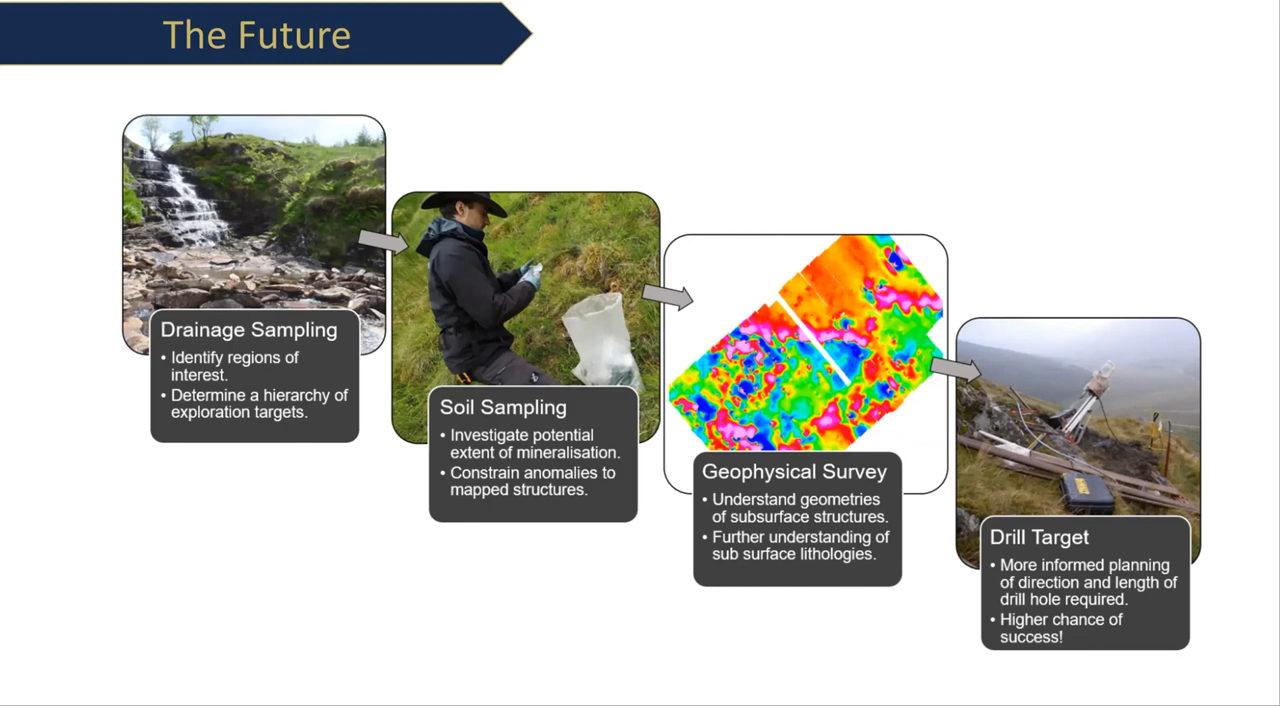 The Future
Drainage Sampling
• Identify regions of
interest.
• Determine a hierarchy of
exploration targets.
Soil Sampling
• Investigate potential
extent of mineralisation.
• Constrain anomalies to
mapped structures.
Geophysical Survey
• Understand geometries
of subsurface structures.
• Further understanding of
sub surface lithologies.
Drill Target
• More informed planning
of direction and length of
drill hole required.
• Higher chance of
success!